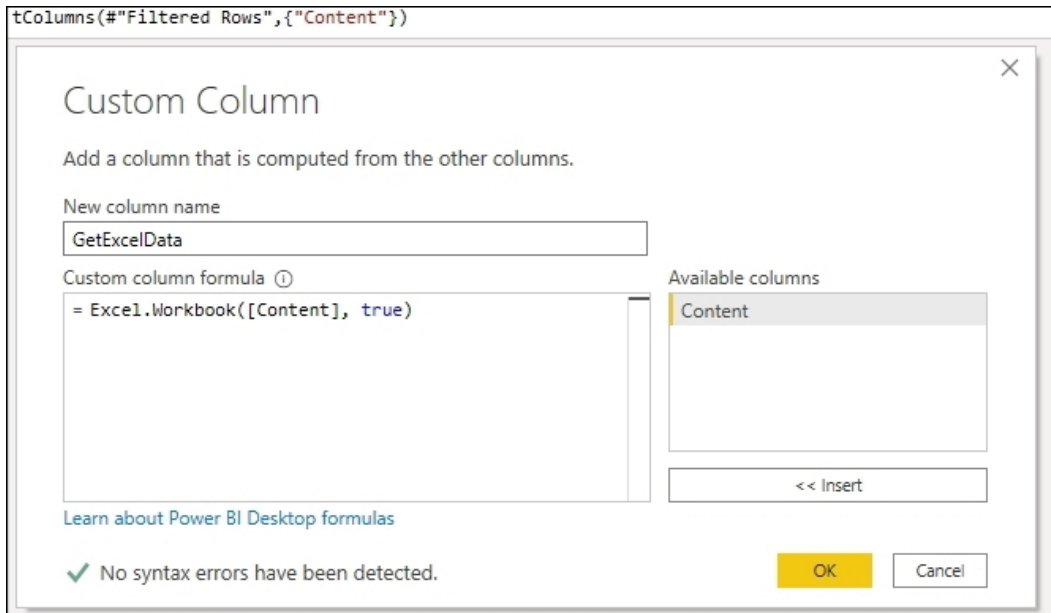 tColumns(#"Filtered Rows",{"Content"})
Custom Column
Add a column that is computed from the other columns.
New column name
GetExcelData
Custom column formula
Available columns
= Excel.Workbook([Content], true)
Content
<< Insert
Learn about Power BI Desktop formulas
No syntax errors have been detected.
OK
Cancel